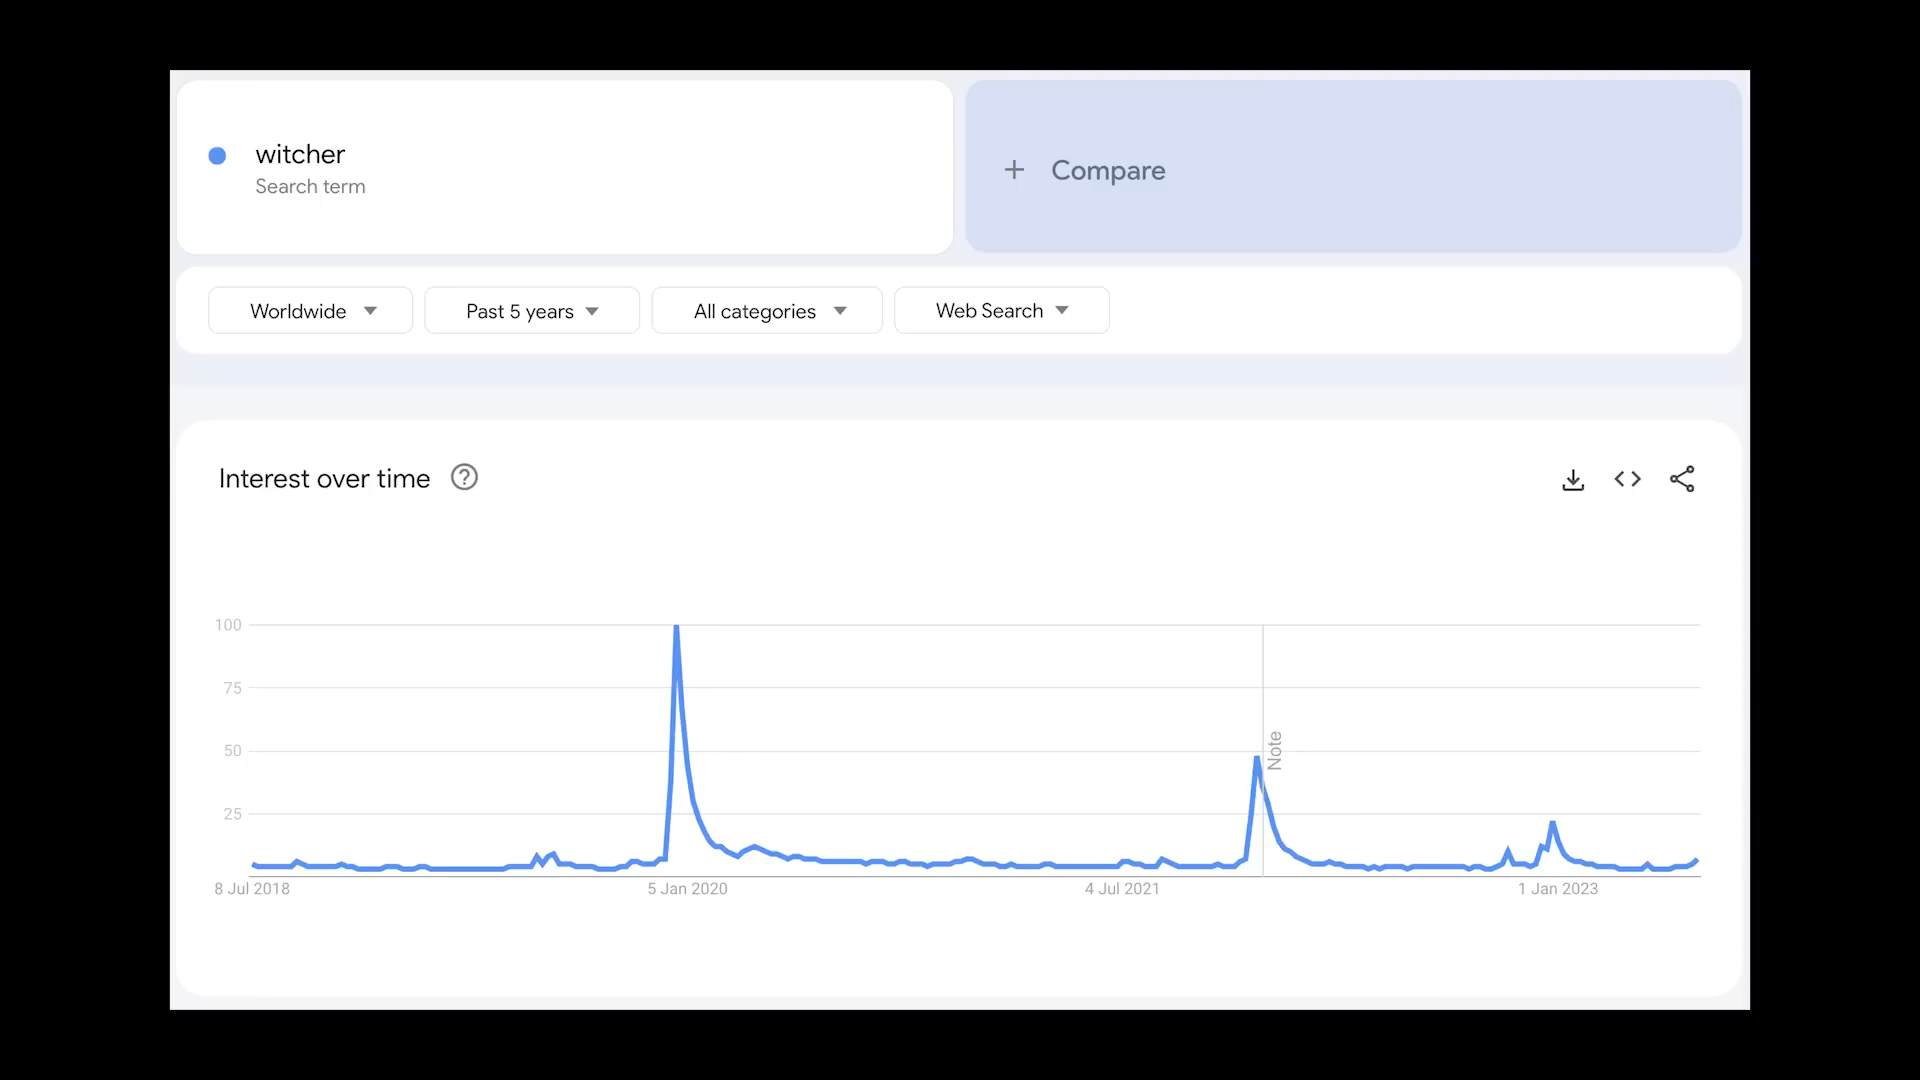 witcher
Search term
+ Compare
Worldwide
Past 5 years
All categories
Web Search
Interest over time ?
100
75
50
25
Note
8 Jul 2018
5 Jan 2020
4 Jul 2021
1 Jan 2023